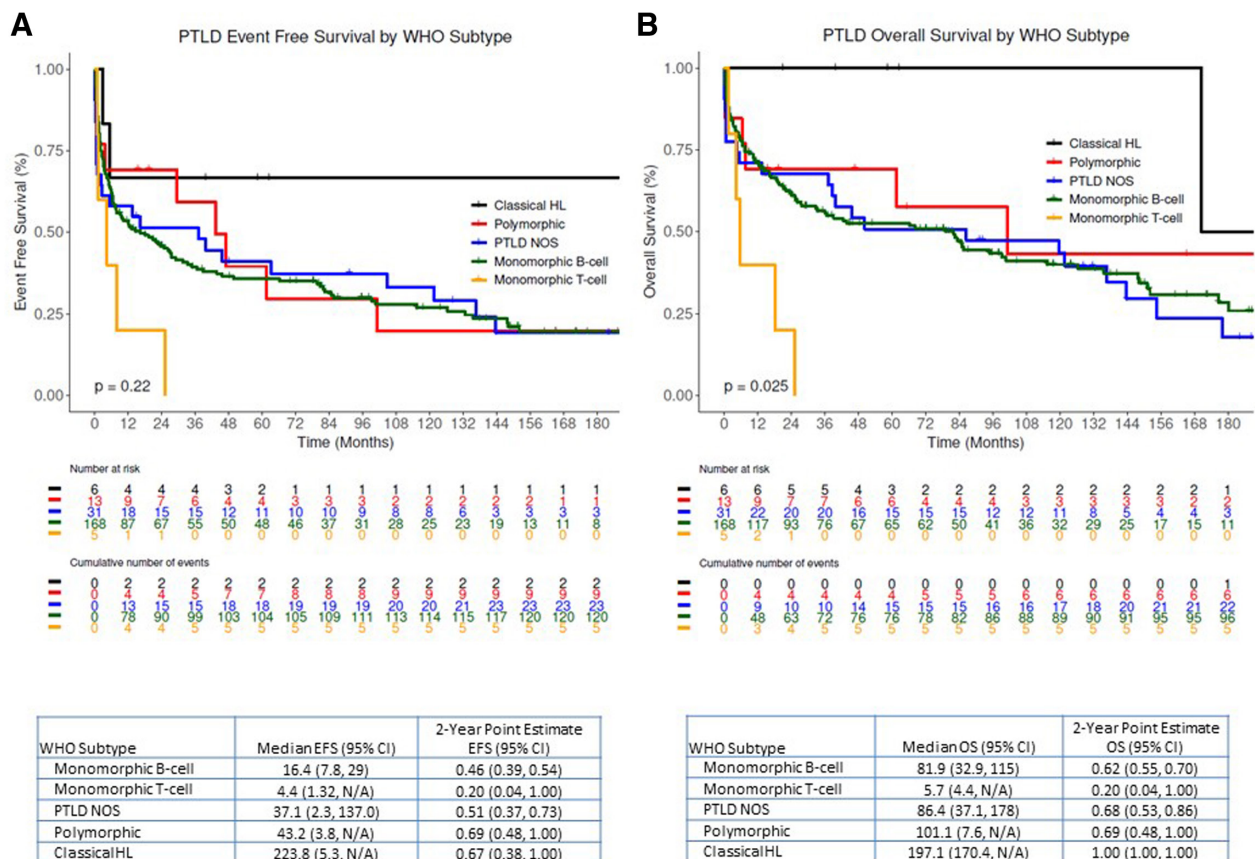 A
PTLD Event Free Survival by WHO Subtype
Event Free Survival (%)
1.00
0.75
0.50
0.25
0.00
Classical HL
Polymorphic
PTLD NOS
Monomorphic B-cell
Monomorphic T-cell
p = 0.22
0 12 24 36 48 60 72 84 96 108 120 132 144 156 168 180
Time (Months)
Number at risk
6 4 4 4 3 2 1 1 1 1 1 1 1 1 1 1
13 9 7 6 4 4 3 3 3 2 2 2 2 2 1 1
31 18 15 15 12 11 10 10 9 8 8 6 3 3 3 3
168 87 67 55 50 48 46 37 31 28 25 23 19 13 11 8
5 1 1 0 0 0 0 0 0 0 0 0 0 0 0 0
Cumulative number of events
0 2 2 2 2 2 2 2 2 2 2 2 2 2 2 2
0 4 4 5 7 7 8 8 8 9 9 9 9 9 9 9
0 13 15 15 18 18 19 19 19 20 20 21 23 23 23 23
0 78 90 99 103 104 105 109 111 113 114 115 117 120 120 120
0 4 4 5 5 5 5 5 5 5 5 5 5 5 5 5
WHO Subtype Median EFS (95% CI) 2-Year Point Estimate EFS (95% CI)
Monomorphic B-cell 16.4 (7.8, 29) 0.46 (0.39, 0.54)
Monomorphic T-cell 4.4 (1.32, N/A) 0.20 (0.04, 1.00)
PTLD NOS 37.1 (2.3, 137.0) 0.51 (0.37, 0.73)
Polymorphic 43.2 (3.8, N/A) 0.69 (0.48, 1.00)
Classical HL 223.8 (5.3, N/A) 0.67 (0.38, 1.00)
B
PTLD Overall Survival by WHO Subtype
Overall Survival (%)
1.00
0.75
0.50
0.25
0.00
Classical HL
Polymorphic
PTLD NOS
Monomorphic B-cell
Monomorphic T-cell
p = 0.025
0 12 24 36 48 60 72 84 96 108 120 132 144 156 168 180
Time (Months)
Number at risk
6 6 5 5 4 3 2 2 2 2 2 2 2 2 2 1
13 9 7 7 6 6 4 4 4 3 3 3 3 3 2 2
31 22 20 20 16 15 15 15 12 12 11 8 5 4 4 3
168 117 93 76 67 65 62 50 41 36 32 29 25 17 15 11
5 2 1 0 0 0 0 0 0 0 0 0 0 0 0 0
Cumulative number of events
0 0 0 0 0 0 0 0 0 0 0 0 0 0 0 1
0 4 4 4 4 4 5 5 5 6 6 6 6 6 6 6
0 9 10 10 14 15 15 15 16 16 17 18 20 21 21 22
0 48 63 72 76 76 78 82 86 88 89 90 91 95 95 96
0 3 4 5 5 5 5 5 5 5 5 5 5 5 5 5
WHO Subtype Median OS (95% CI) 2-Year Point Estimate OS (95% CI)
Monomorphic B-cell 81.9 (32.9, 115) 0.62 (0.55, 0.70)
Monomorphic T-cell 5.7 (4.4, N/A) 0.20 (0.04, 1.00)
PTLD NOS 86.4 (37.1, 178) 0.68 (0.53, 0.86)
Polymorphic 101.1 (7.6, N/A) 0.69 (0.48, 1.00)
Classical HL 197.1 (170.4, N/A) 1.00 (1.00, 1.00)